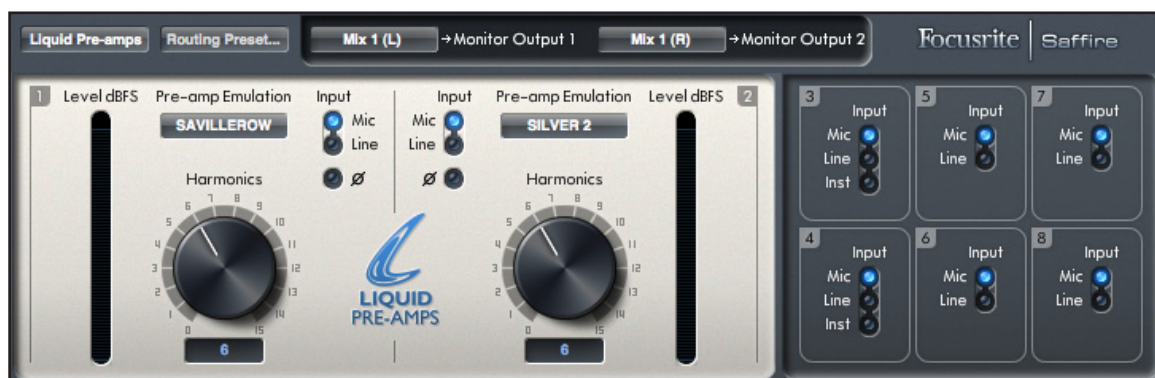 Liquid Pre-amps Routing Preset... Mix 1 (L) →Monitor Output 1 Mix 1 (R) →Monitor Output 2 Focusrite Saffire
1 Level dBFS Pre-amp Emulation Input
SAVILLEROW Mic
Line
Ø
Harmonics
0 1 2 3 4 5 6 7 8 9 10 11 12 13 14 15
6
LIQUID
PRE-AMPS
Input Pre-amp Emulation Level dBFS 2
Mic SILVER 2
Line
Ø
Harmonics
0 1 2 3 4 5 6 7 8 9 10 11 12 13 14 15
6
3 Input
Mic
Line
Inst
5 Input
Mic
Line
7 Input
Mic
Line
4 Input
Mic
Line
Inst
6 Input
Mic
Line
8 Input
Mic
Line